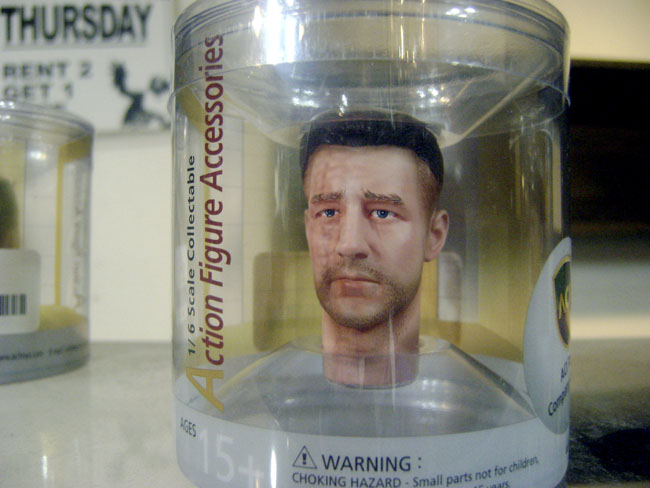 THURSDAY
RENT 2
GET 1
1/6 Scale Collectable
Action Figure Accessories
AGES
15+
WARNING :
CHOKING HAZARD - Small parts not for children,
years.